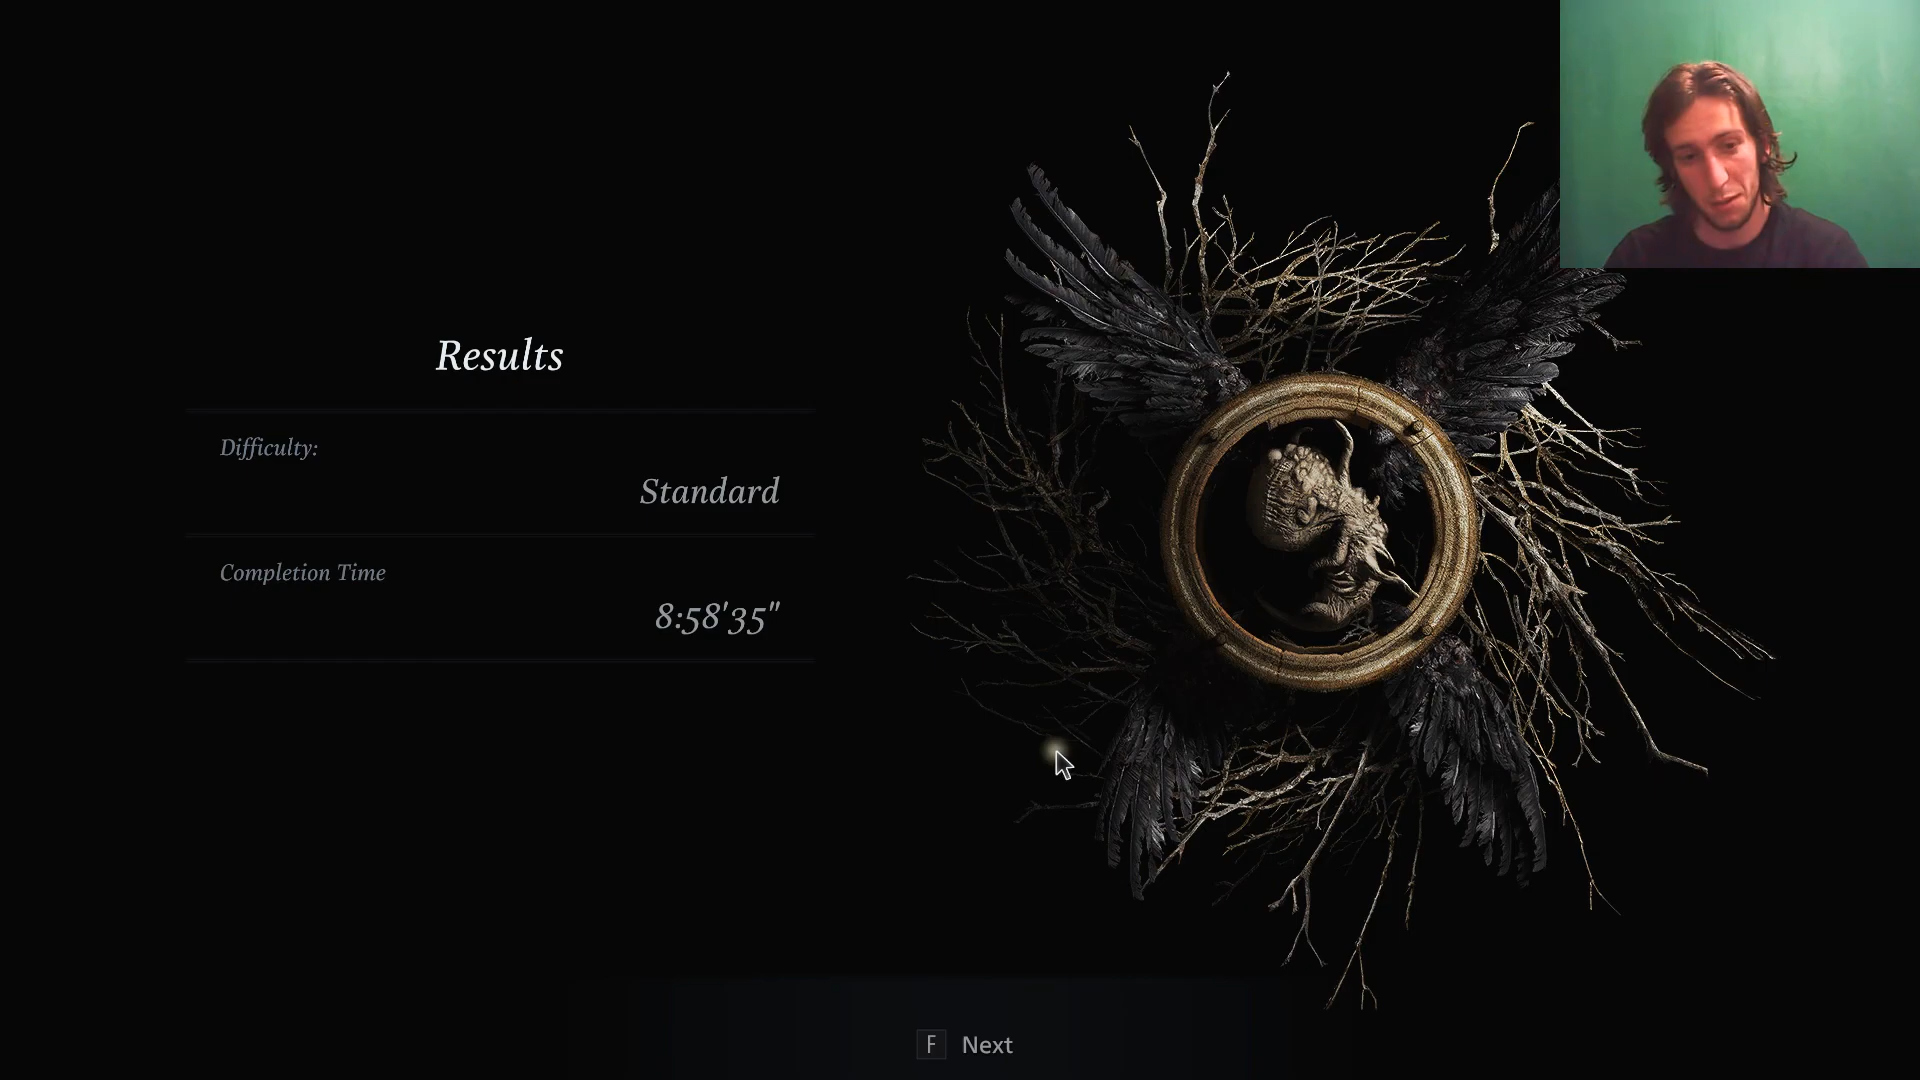 Results
Difficulty:
Standard
Completion Time
8:58'35"
F Next